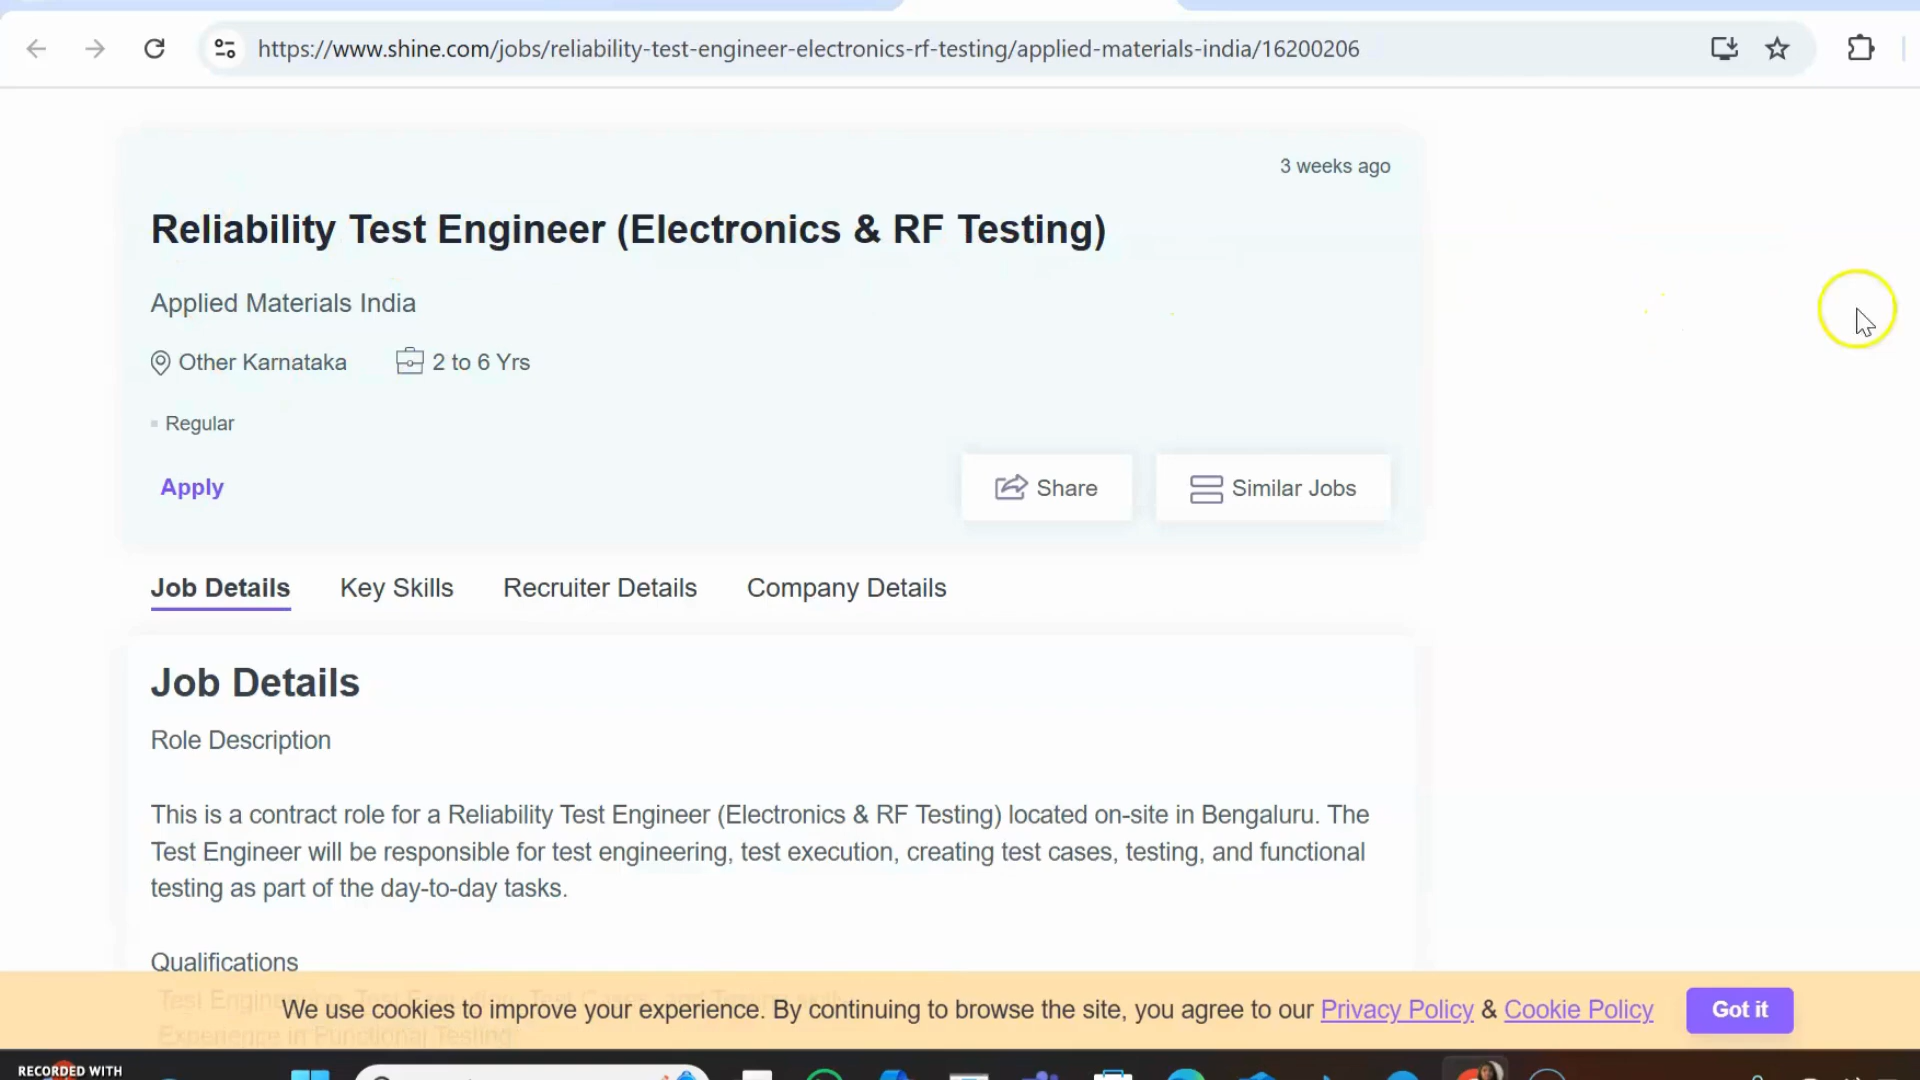 https://www.shine.com/jobs/reliability-test-engineer-electronics-rf-testing/applied-materials-india/16200206
3 weeks ago
Reliability Test Engineer (Electronics & RF Testing)
Applied Materials India
Other Karnataka 2 to 6 Yrs
Regular
Apply Share Similar Jobs
Job Details Key Skills Recruiter Details Company Details
Job Details
Role Description
This is a contract role for a Reliability Test Engineer (Electronics & RF Testing) located on-site in Bengaluru. The
Test Engineer will be responsible for test engineering, test execution, creating test cases, testing, and functional
testing as part of the day-to-day tasks.
Qualifications
We use cookies to improve your experience. By continuing to browse the site, you agree to our Privacy Policy & Cookie Policy Got it
Experience in Functional Testing
RECORDED WITH